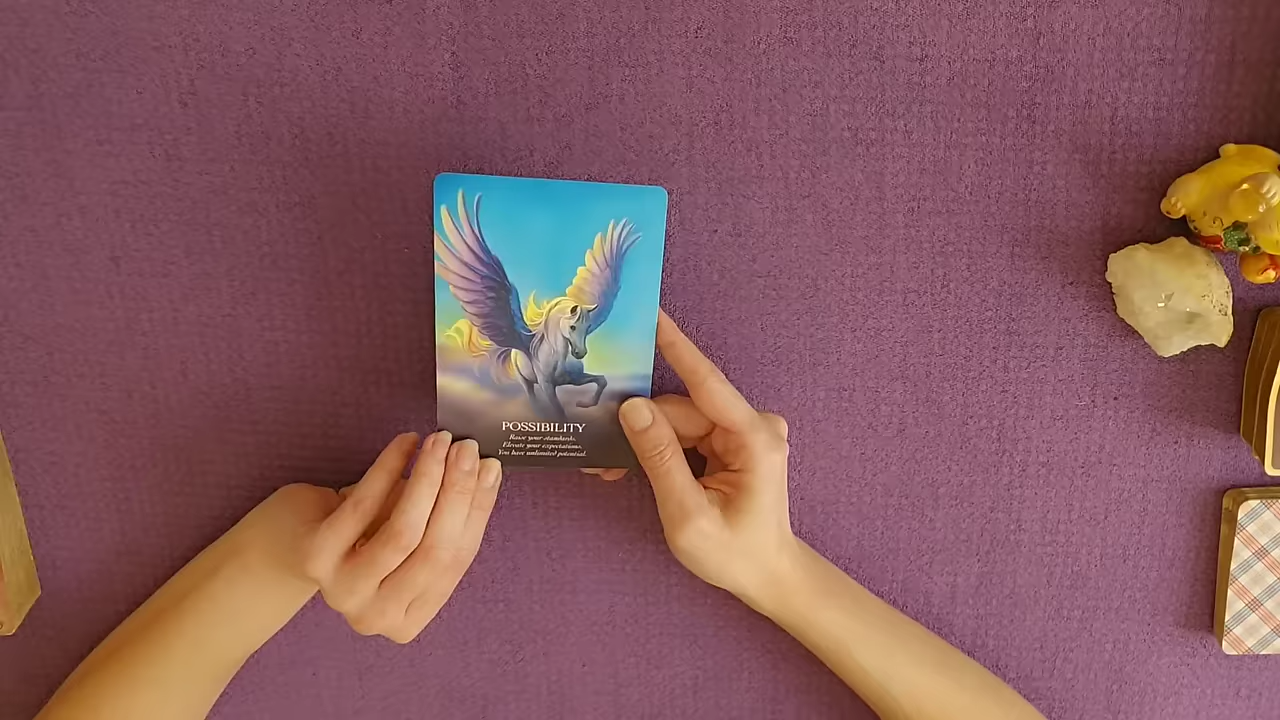 POSSIBILITY
Raise your standards.
Elevate your expectations.
You have unlimited potential.